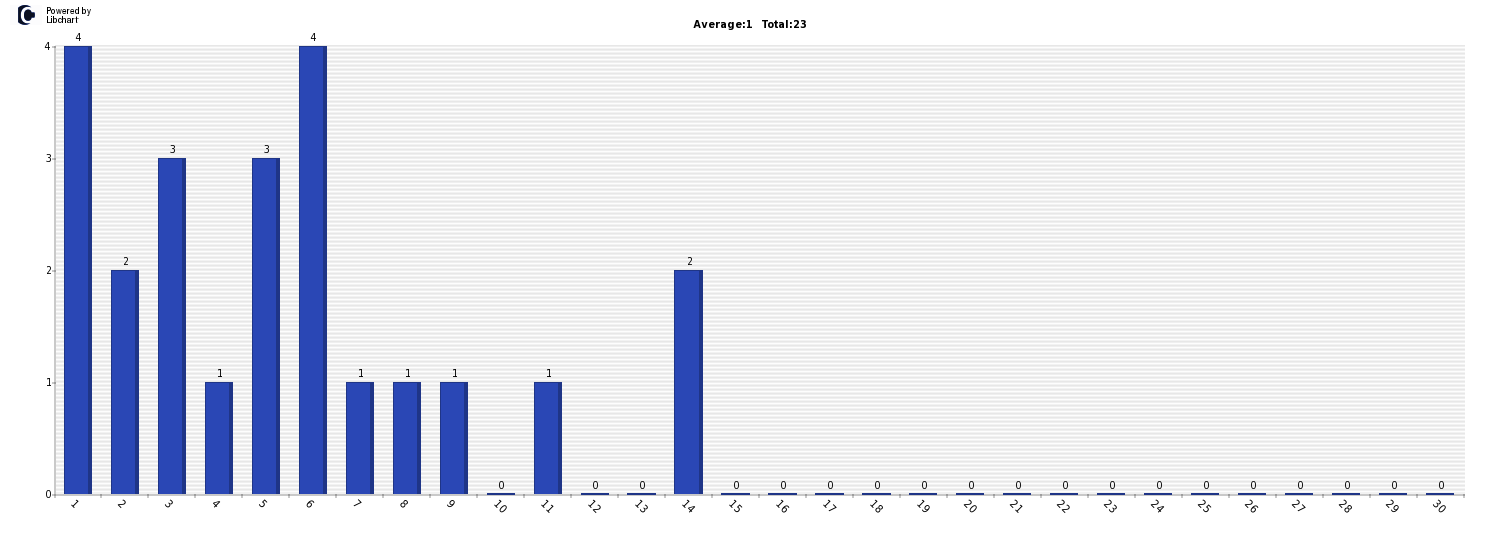 Powered by
Libchart
Average:1 Total:23
4 4 4
3 3 3
2 2 2
1 1 1 1 1 1
0 0 0 0 0 0 0 0 0 0 0 0 0 0 0 0 0 0 0 0
1 2 3 4 5 6 7 8 9 10 11 12 13 14 15 16 17 18 19 20 21 22 23 24 25 26 27 28 29 30